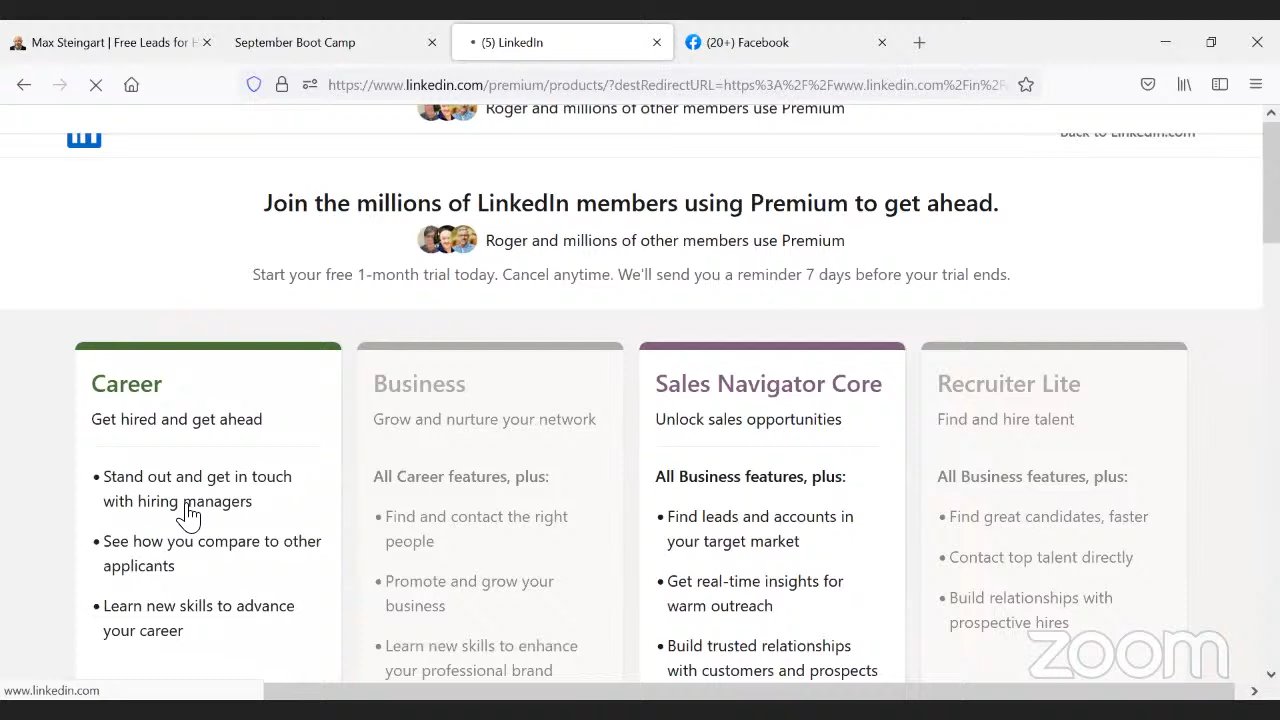 Max Steingart | Free Leads for H
September Boot Camp
(5) LinkedIn
(20+) Facebook
https://www.linkedin.com/premium/products/?destRedirectURL=https%3A%2F%2Fwww.linkedin.com%2Fin%2F
Roger and millions of other members use Premium
in
Back to LinkedIn.com
Join the millions of LinkedIn members using Premium to get ahead.
Roger and millions of other members use Premium
Start your free 1-month trial today. Cancel anytime. We'll send you a reminder 7 days before your trial ends.
Career
Get hired and get ahead
• Stand out and get in touch
with hiring managers
• See how you compare to other
applicants
• Learn new skills to advance
your career
Business
Grow and nurture your network
All Career features, plus:
• Find and contact the right
people
• Promote and grow your
business
• Learn new skills to enhance
your professional brand
Sales Navigator Core
Unlock sales opportunities
All Business features, plus:
• Find leads and accounts in
your target market
• Get real-time insights for
warm outreach
• Build trusted relationships
with customers and prospects
Recruiter Lite
Find and hire talent
All Business features, plus:
• Find great candidates, faster
• Contact top talent directly
• Build relationships with
prospective hires
zoom
www.linkedin.com